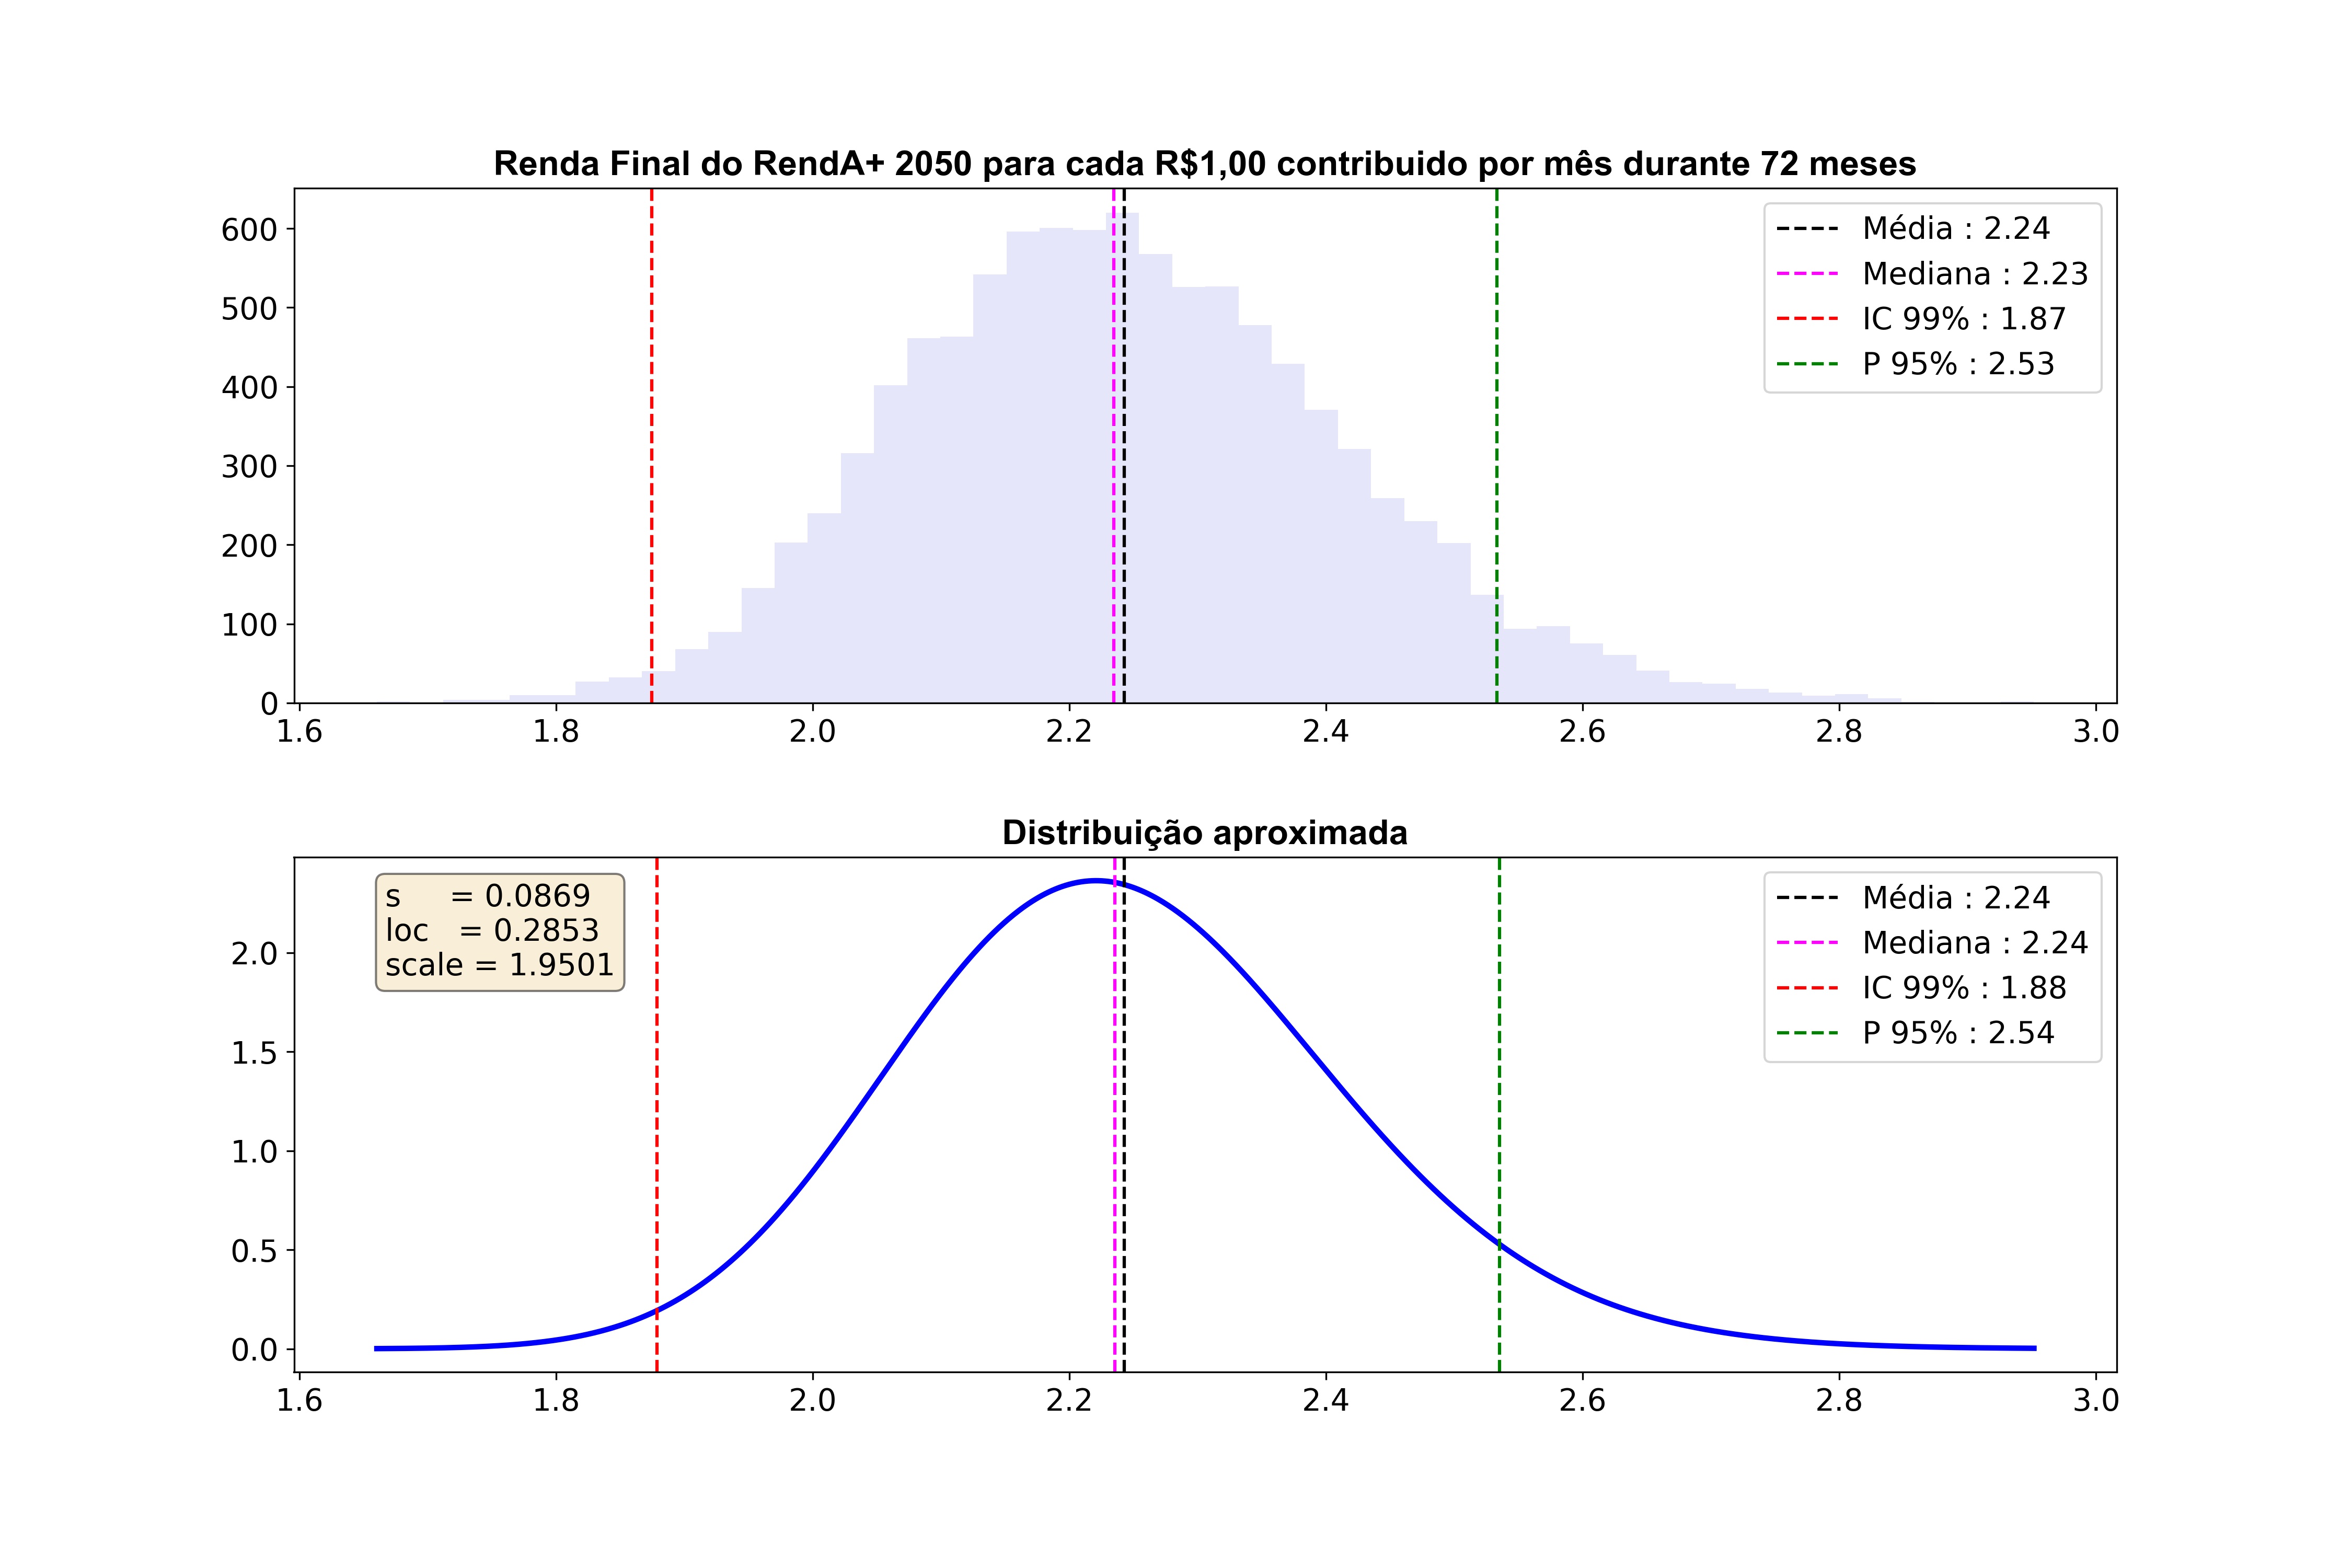 Renda Final do RendA+ 2050 para cada R$1,00 contribuido por mês durante 72 meses
600
500
400
300
200
100
0
1.6 1.8 2.0 2.2 2.4 2.6 2.8 3.0
Média : 2.24
Mediana : 2.23
IC 99% : 1.87
P 95% : 2.53
Distribuição aproximada
2.0
1.5
1.0
0.5
0.0
s = 0.0869
loc = 0.2853
scale = 1.9501
Média : 2.24
Mediana : 2.24
IC 99% : 1.88
P 95% : 2.54
1.6 1.8 2.0 2.2 2.4 2.6 2.8 3.0